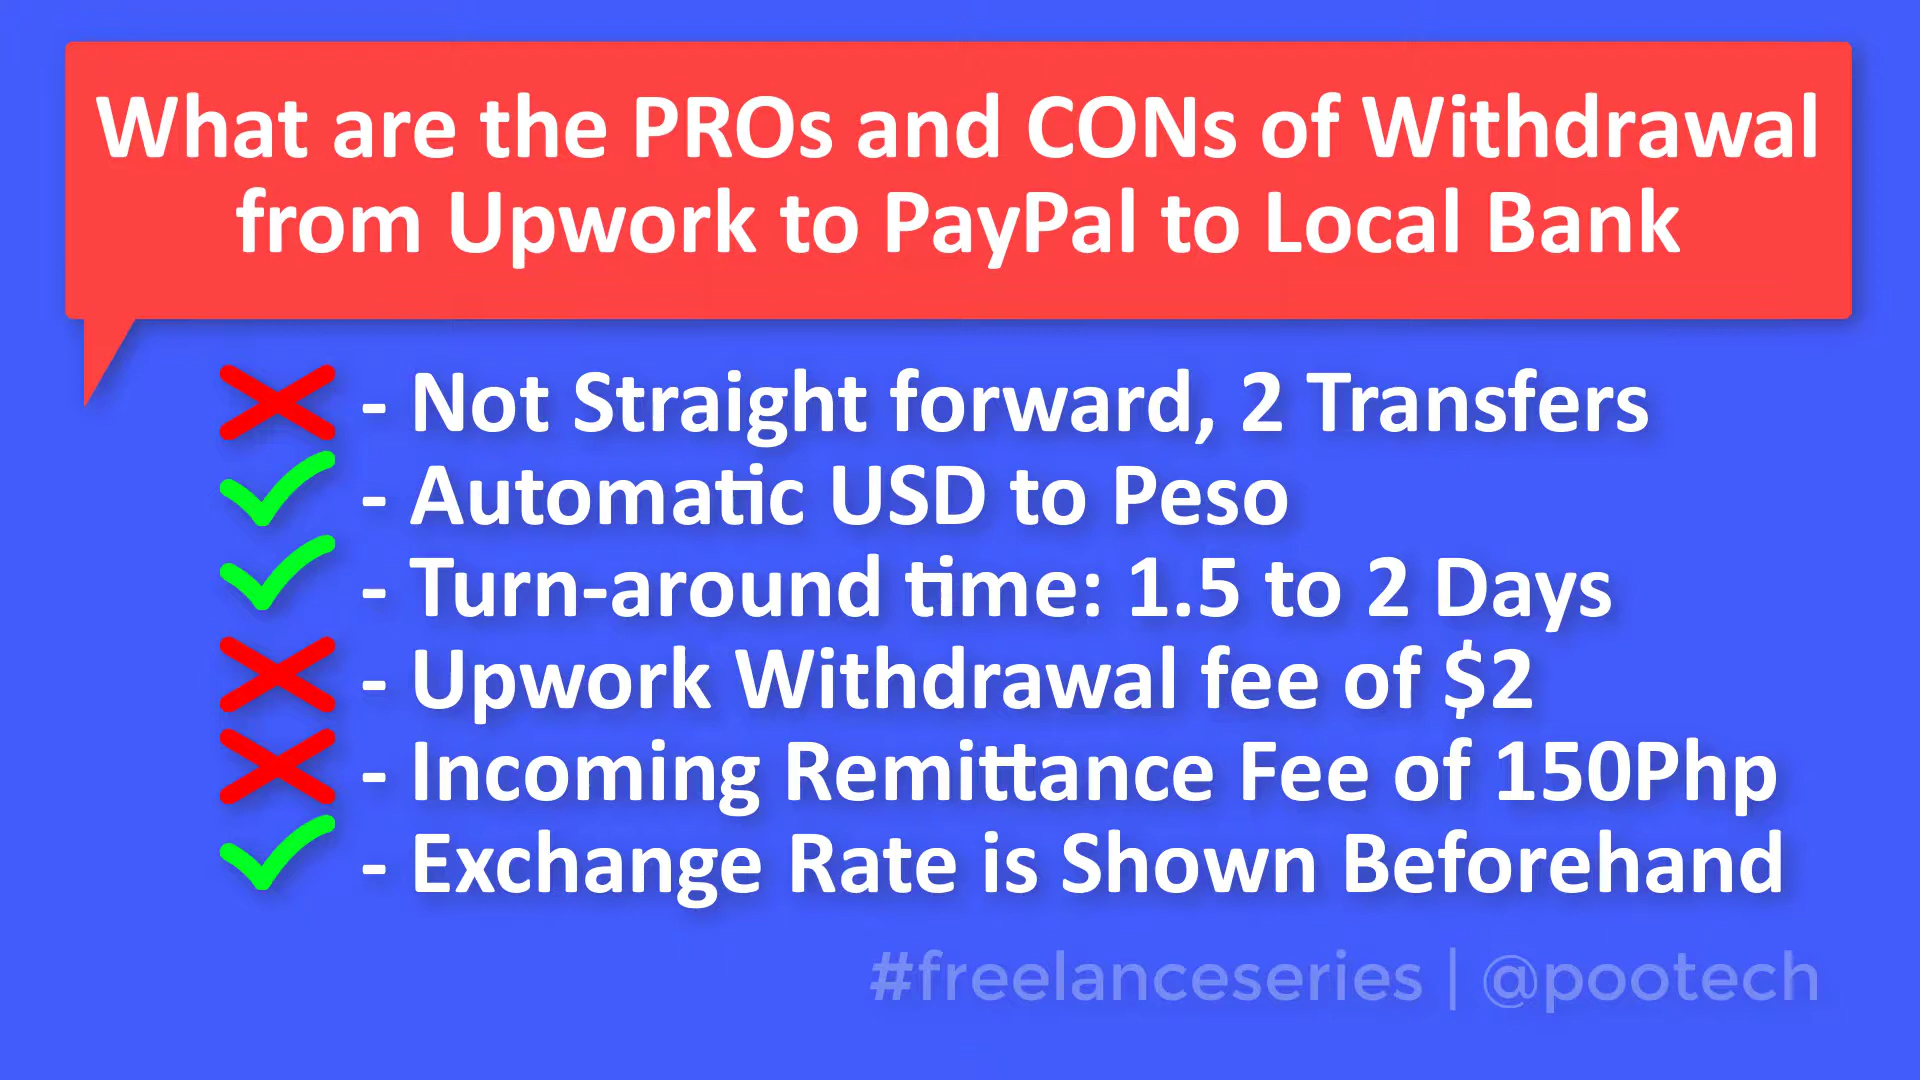 What are the PROs and CONs of Withdrawal
from Upwork to PayPal to Local Bank
- Not Straight forward, 2 Transfers
- Automatic USD to Peso
- Turn-around time: 1.5 to 2 Days
- Upwork Withdrawal fee of $2
- Incoming Remittance Fee of 150Php
- Exchange Rate is Shown Beforehand
#freelanceseries | @pootech